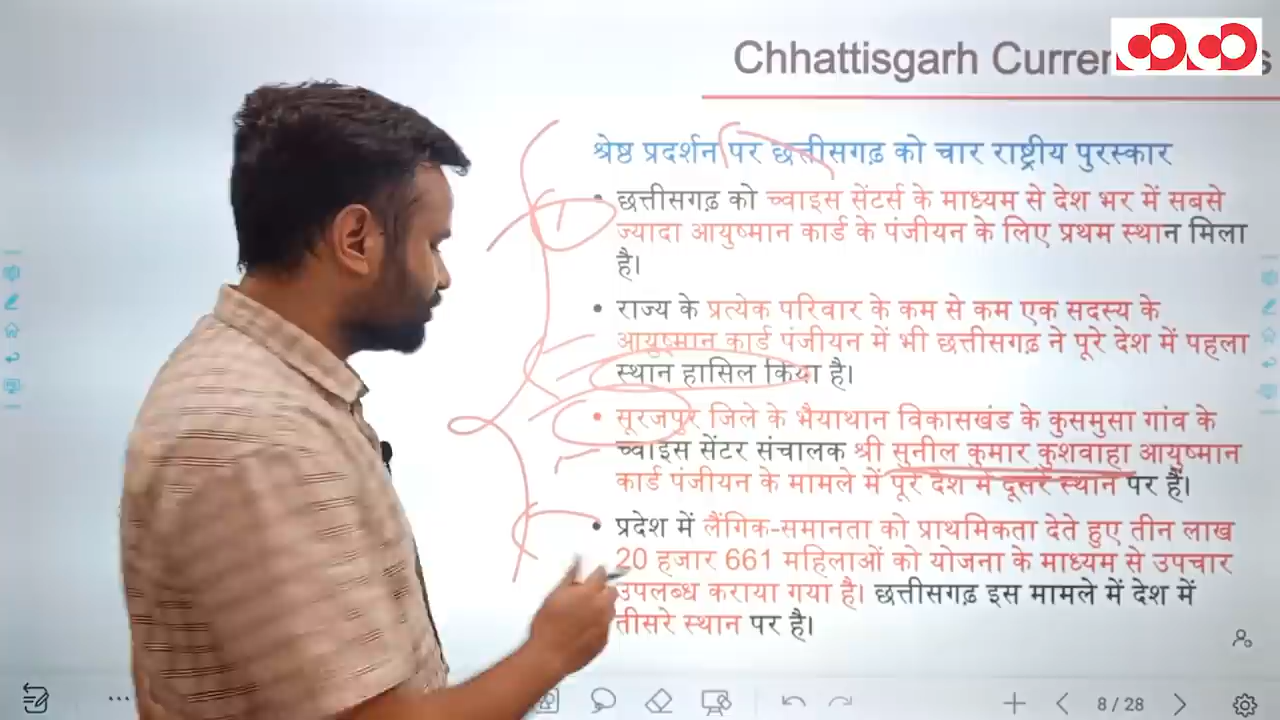 Chhattisgarh Curren
श्रेष्ठ प्रदर्शन पर छत्तीसगढ़ को चार राष्ट्रीय पुरस्कार
• छत्तीसगढ़ को च्वाइस सेंटर्स के माध्यम से देश भर में सबसे
ज्यादा आयुष्मान कार्ड के पंजीयन के लिए प्रथम स्थान मिला
है।
• राज्य के प्रत्येक परिवार के कम से कम एक सदस्य के
आयुष्मान कार्ड पंजीयन में भी छत्तीसगढ़ ने पूरे देश में पहला
स्थान हासिल किया है।
• सूरजपुर जिले के भैयाथान विकासखंड के कुसमुसा गांव के
च्वाइस सेंटर संचालक श्री सुनील कुमार कुशवाहा आयुष्मान
कार्ड पंजीयन के मामले में पूरे देश में दूसरे स्थान पर हैं।
• प्रदेश में लैंगिक-समानता को प्राथमिकता देते हुए तीन लाख
20 हजार 661 महिलाओं को योजना के माध्यम से उपचार
उपलब्ध कराया गया है। छत्तीसगढ़ इस मामले में देश में
तीसरे स्थान पर है।
8 / 28